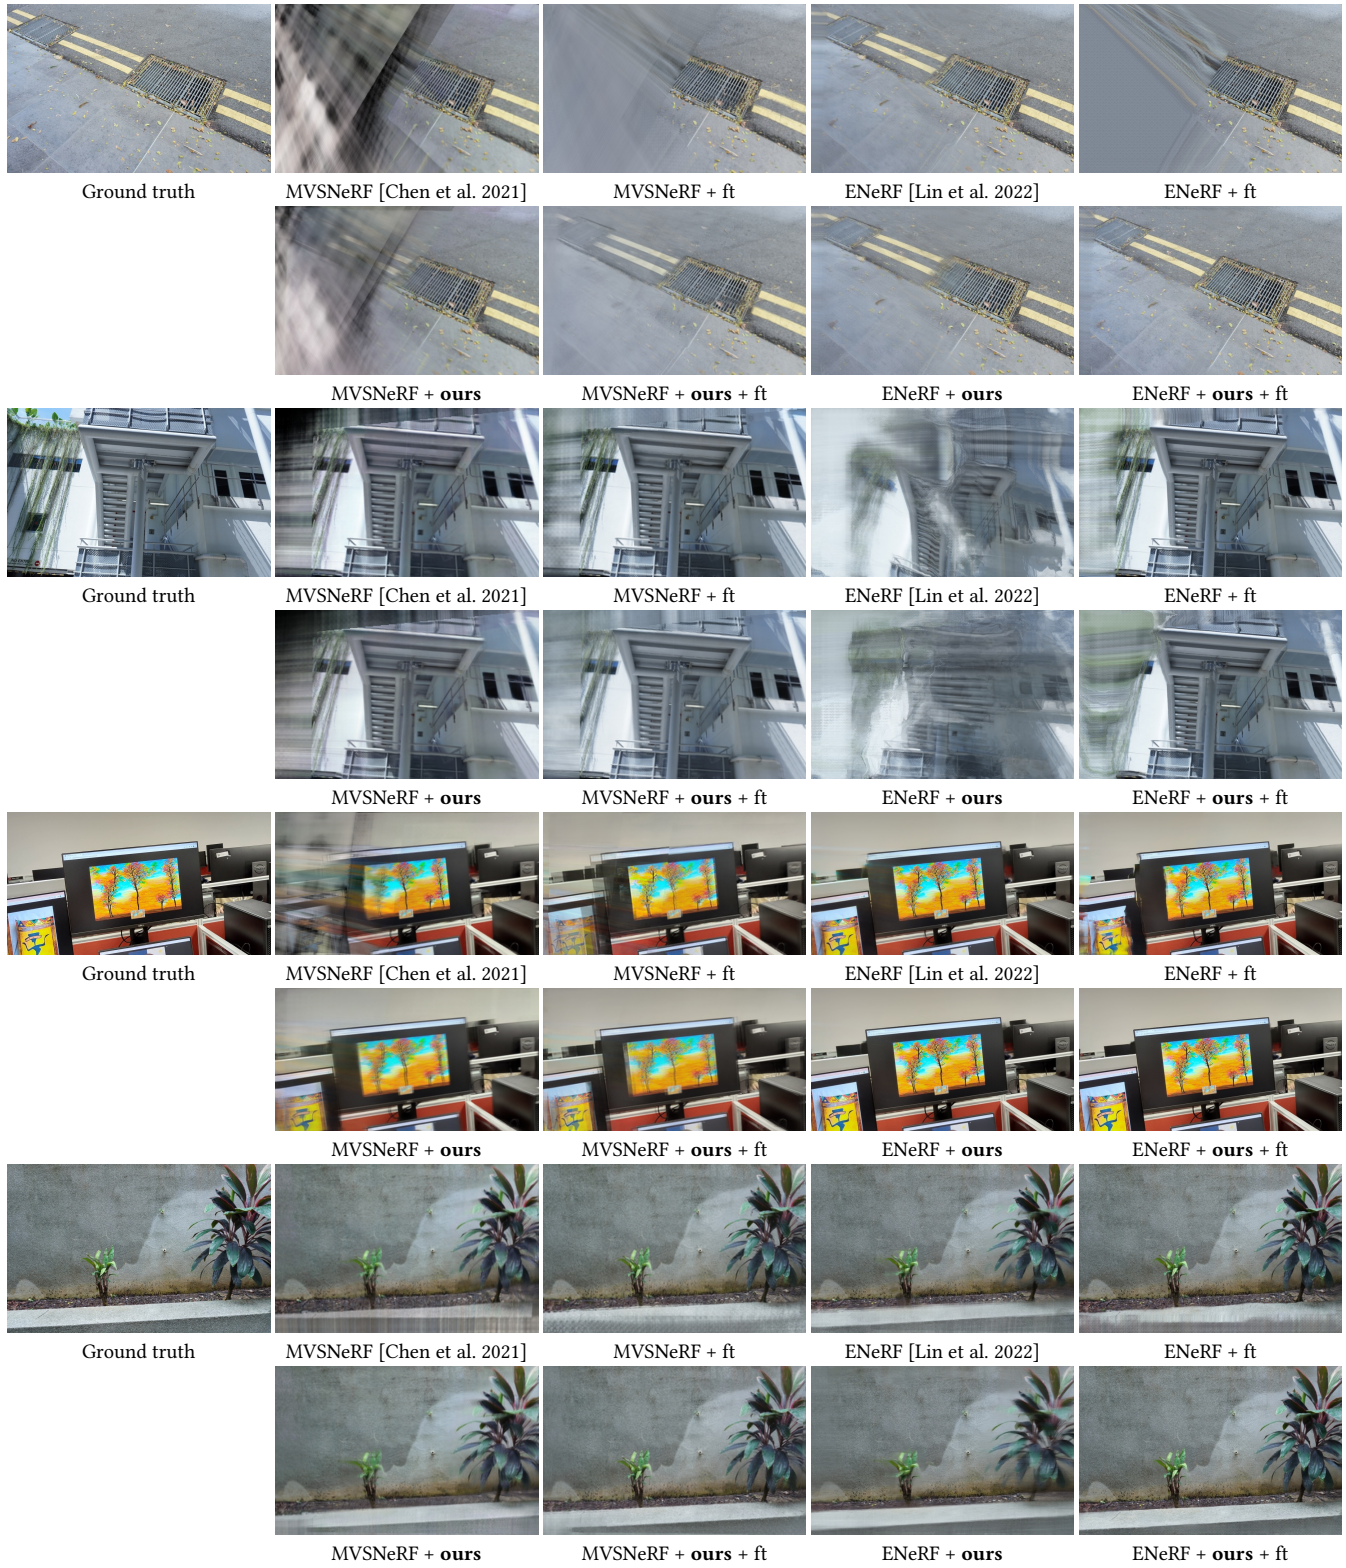 Ground truth MVSNeRF [Chen et al. 2021] MVSNeRF + ft ENeRF [Lin et al. 2022] ENeRF + ft
MVSNeRF + ours MVSNeRF + ours + ft ENeRF + ours ENeRF + ours + ft
Ground truth MVSNeRF [Chen et al. 2021] MVSNeRF + ft ENeRF [Lin et al. 2022] ENeRF + ft
MVSNeRF + ours MVSNeRF + ours + ft ENeRF + ours ENeRF + ours + ft
Ground truth MVSNeRF [Chen et al. 2021] MVSNeRF + ft ENeRF [Lin et al. 2022] ENeRF + ft
MVSNeRF + ours MVSNeRF + ours + ft ENeRF + ours ENeRF + ours + ft
Ground truth MVSNeRF [Chen et al. 2021] MVSNeRF + ft ENeRF [Lin et al. 2022] ENeRF + ft
MVSNeRF + ours MVSNeRF + ours + ft ENeRF + ours ENeRF + ours + ft